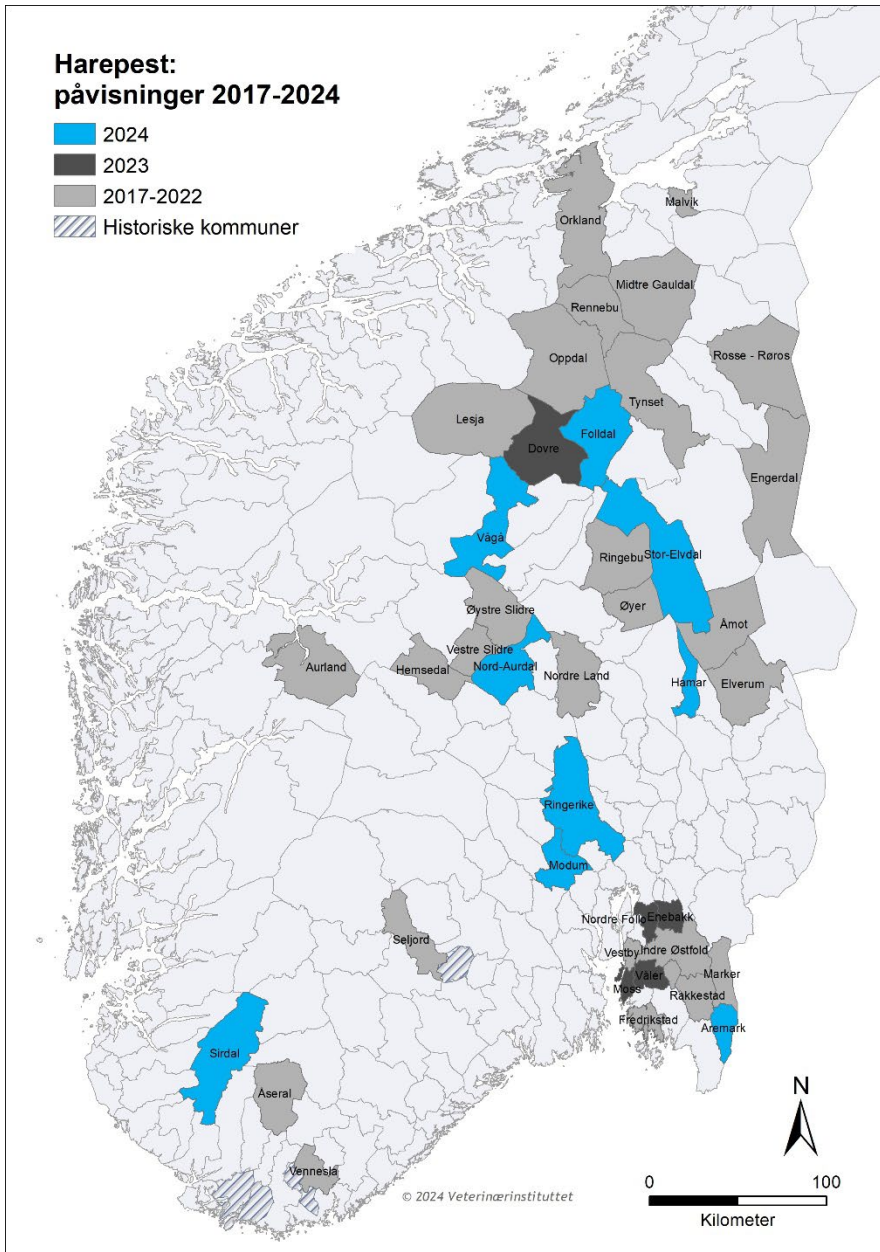 Harepest:
påvisninger 2017-2024
2024
2023
2017-2022
Historiske kommuner
Malvik
Orkland
Midtre Gauldal
Rennebu
Rosse - Røros
Oppdal
Tynset
Lesja
Folldal
Dovre
Engerdal
Vågå
Stor-Elvdal
Ringebu
Øyer
Øystre Slidre
Åmot
Vestre Slidre
Aurland
Hemsedal
Nord-Aurdal
Nordre Land
Hamar
Elverum
Ringerike
Modum
Nordre Follo
Enebakk
Seljord
Vestby
Indre Østfold
Marker
Våler
Moss
Rakkestad
Fredrikstad
Aremark
Sirdal
Åseral
Vennesla
N
© 2024 Veterinærinstituttet
0
100
Kilometer